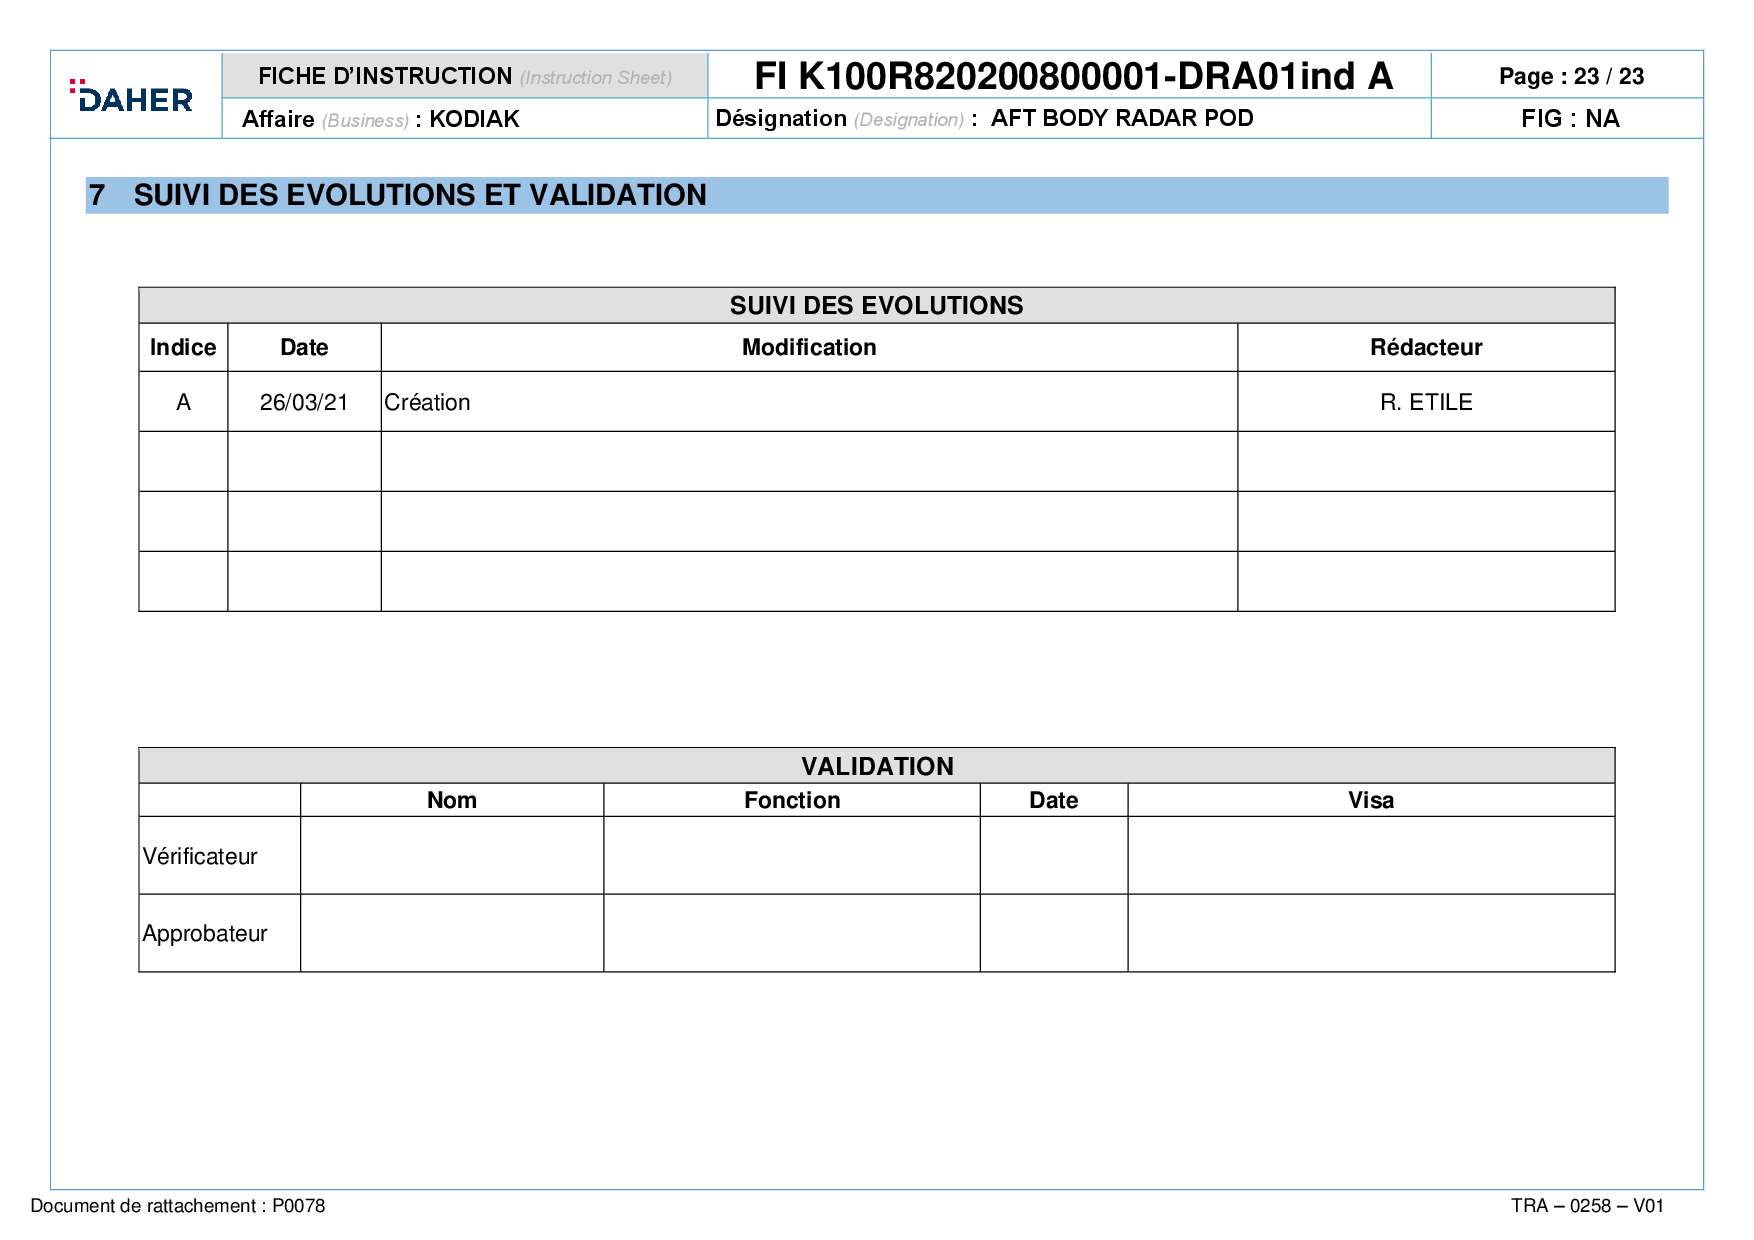 DAHER
FICHE D’INSTRUCTION (Instruction Sheet)
FI K100R820200800001-DRA01ind A
Page : 23 / 23
Affaire (Business) : KODIAK
Désignation (Designation) : AFT BODY RADAR POD
FIG : NA
7 SUIVI DES EVOLUTIONS ET VALIDATION
SUIVI DES EVOLUTIONS
Indice Date Modification Rédacteur
A 26/03/21 Création R. ETILE
VALIDATION
Nom Fonction Date Visa
Vérificateur
Approbateur
Document de rattachement : P0078
TRA – 0258 – V01